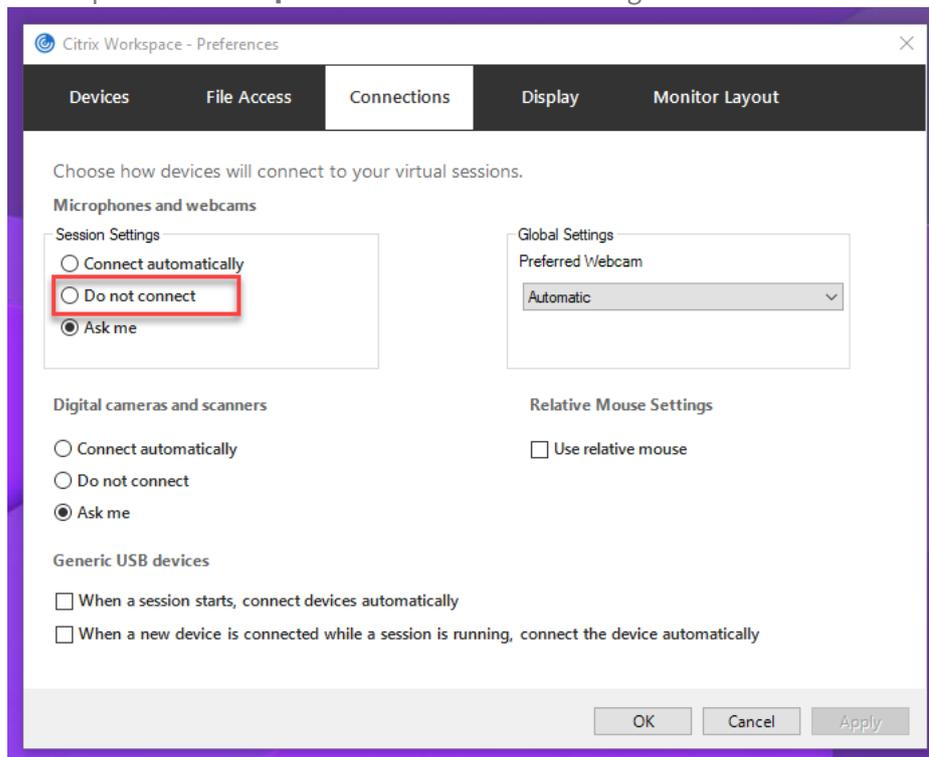 Citrix Workspace - Preferences
Devices File Access Connections Display Monitor Layout
Choose how devices will connect to your virtual sessions.
Microphones and webcams
Session Settings
Connect automatically
Do not connect
Ask me
Global Settings
Preferred Webcam
Automatic
Digital cameras and scanners
Connect automatically
Do not connect
Ask me
Relative Mouse Settings
Use relative mouse
Generic USB devices
When a session starts, connect devices automatically
When a new device is connected while a session is running, connect the device automatically
OK Cancel Apply